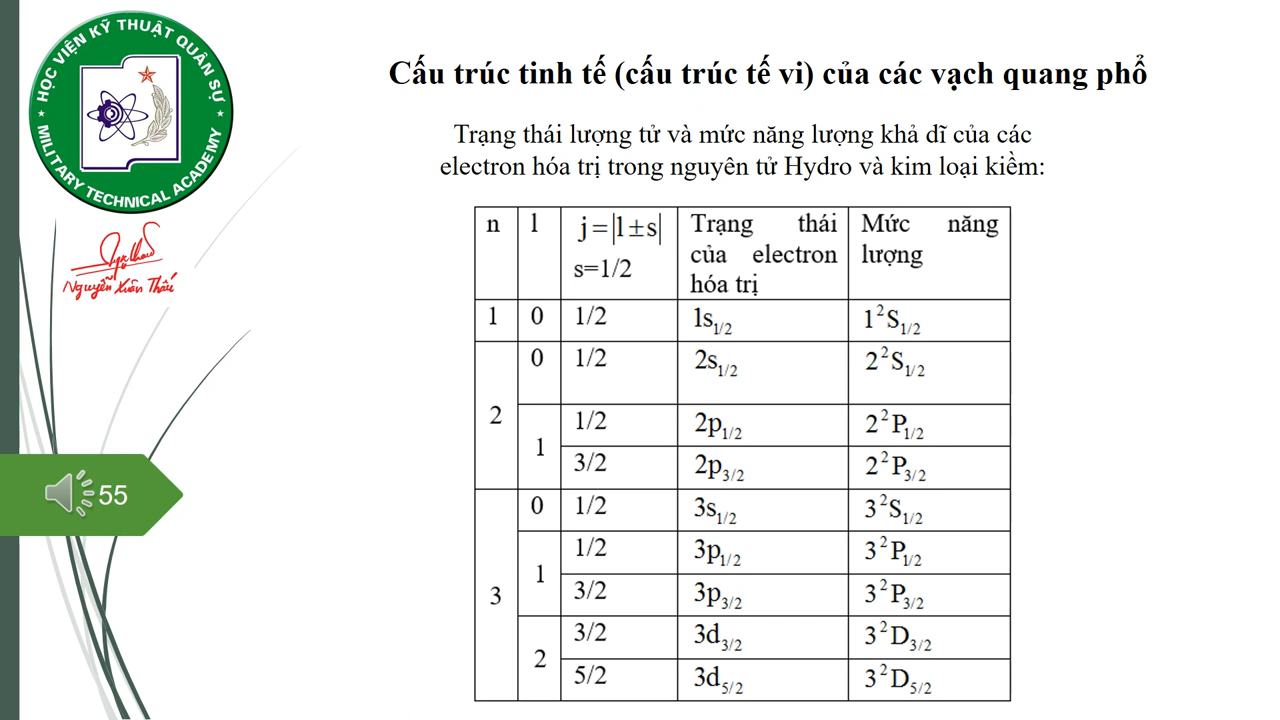 HỌC VIỆN KỸ THUẬT QUÂN SỰ
MILITARY TECHNICAL ACADEMY
Nguyễn Xuân Thấu
Cấu trúc tinh tế (cấu trúc tế vi) của các vạch quang phổ
Trạng thái lượng tử và mức năng lượng khả dĩ của các
electron hóa trị trong nguyên tử Hydro và kim loại kiềm:
n l j=|l±s| s=1/2 Trạng thái của electron hóa trị Mức năng lượng
1 0 1/2 1s₁/₂ 1²S₁/₂
2 0 1/2 2s₁/₂ 2²S₁/₂
1 1/2 2p₁/₂ 2²P₁/₂
3/2 2p₃/₂ 2²P₃/₂
3 0 1/2 3s₁/₂ 3²S₁/₂
1 1/2 3p₁/₂ 3²P₁/₂
3/2 3p₃/₂ 3²P₃/₂
2 3/2 3d₃/₂ 3²D₃/₂
5/2 3d₅/₂ 3²D₅/₂
55